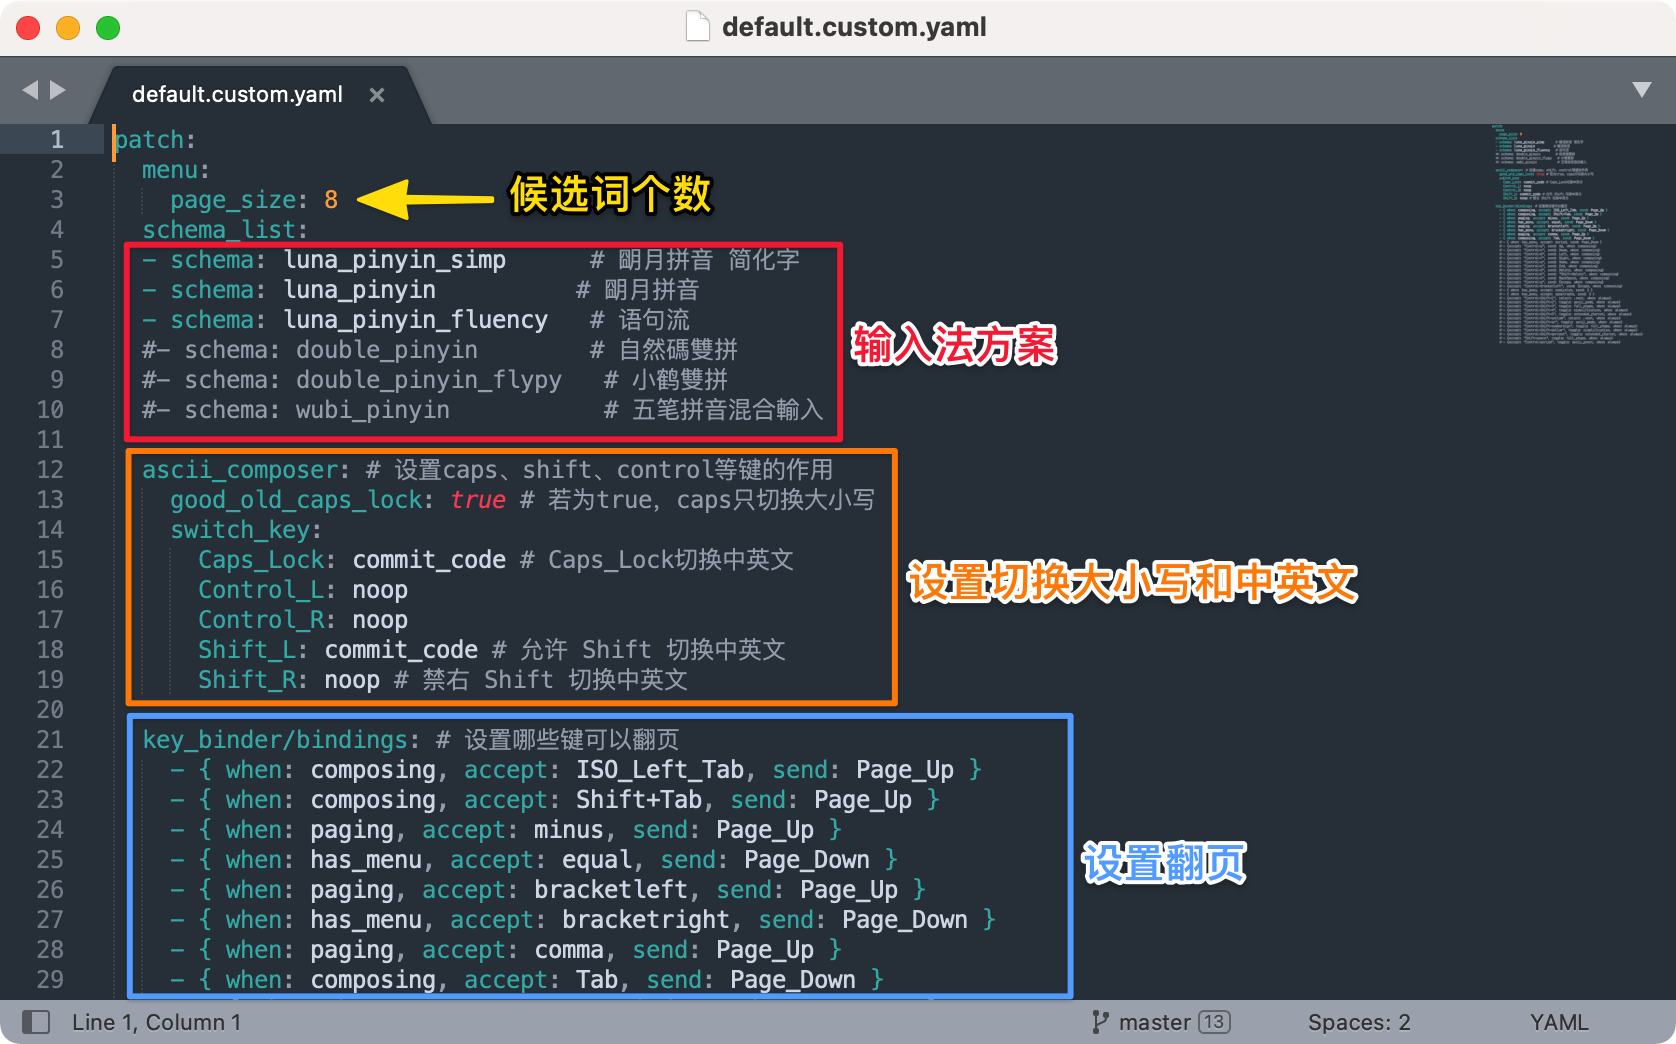 default.custom.yaml
default.custom.yaml ×
1 patch:
2 menu:
3 page_size: 8 候选词个数
4 schema_list:
5 - schema: luna_pinyin_simp # 朙月拼音 简化字
6 - schema: luna_pinyin # 朙月拼音
7 - schema: luna_pinyin_fluency # 语句流
8 #- schema: double_pinyin # 自然碼雙拼
9 #- schema: double_pinyin_flypy # 小鹤雙拼
10 #- schema: wubi_pinyin # 五笔拼音混合輸入
输入法方案
11
12 ascii_composer: # 设置caps、shift、control等键的作用
13 good_old_caps_lock: true # 若为true，caps只切换大小写
14 switch_key:
15 Caps_Lock: commit_code # Caps_Lock切换中英文
16 Control_L: noop
17 Control_R: noop
18 Shift_L: commit_code # 允许 Shift 切换中英文
19 Shift_R: noop # 禁右 Shift 切换中英文
设置切换大小写和中英文
20
21 key_binder/bindings: # 设置哪些键可以翻页
22 - { when: composing, accept: ISO_Left_Tab, send: Page_Up }
23 - { when: composing, accept: Shift+Tab, send: Page_Up }
24 - { when: paging, accept: minus, send: Page_Up }
25 - { when: has_menu, accept: equal, send: Page_Down }
26 - { when: paging, accept: bracketleft, send: Page_Up }
27 - { when: has_menu, accept: bracketright, send: Page_Down }
28 - { when: paging, accept: comma, send: Page_Up }
29 - { when: composing, accept: Tab, send: Page_Down }
设置翻页
Line 1, Column 1 master 13 Spaces: 2 YAML